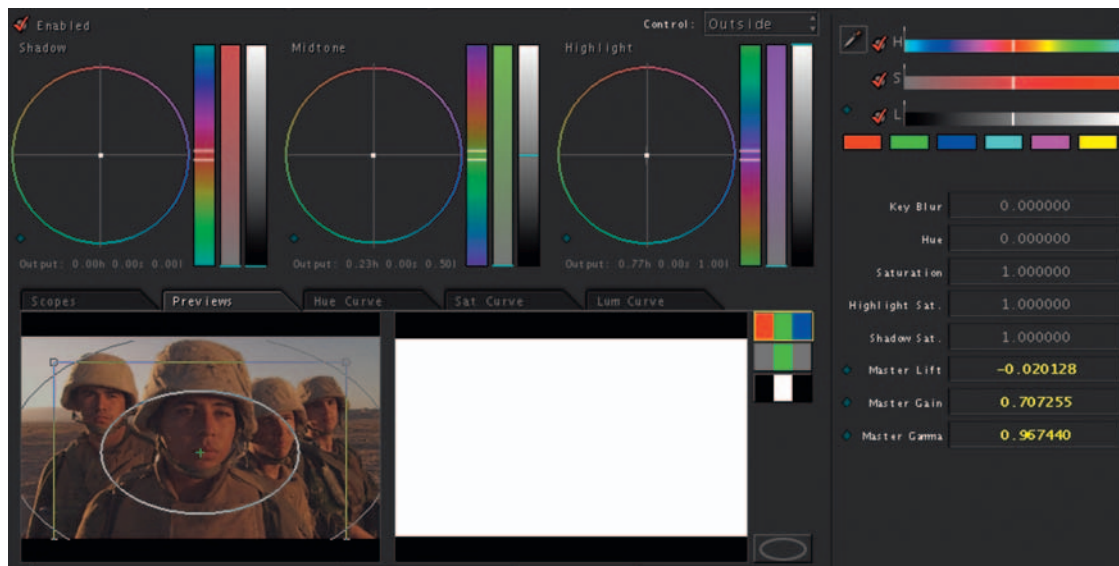 Enabled
Control: Outside
Shadow
Midtone
Highlight
Output: 0.00h 0.00s 0.00l
Output: 0.23h 0.00s 0.50l
Output: 0.77h 0.00s 1.00l
Scopes
Previews
Hue Curve
Sat Curve
Lum Curve
H
S
L
Key Blur 0.000000
Hue 0.000000
Saturation 1.000000
Highlight Sat. 1.000000
Shadow Sat. 1.000000
Master Lift -0.020128
Master Gain 0.707255
Master Gamma 0.967440